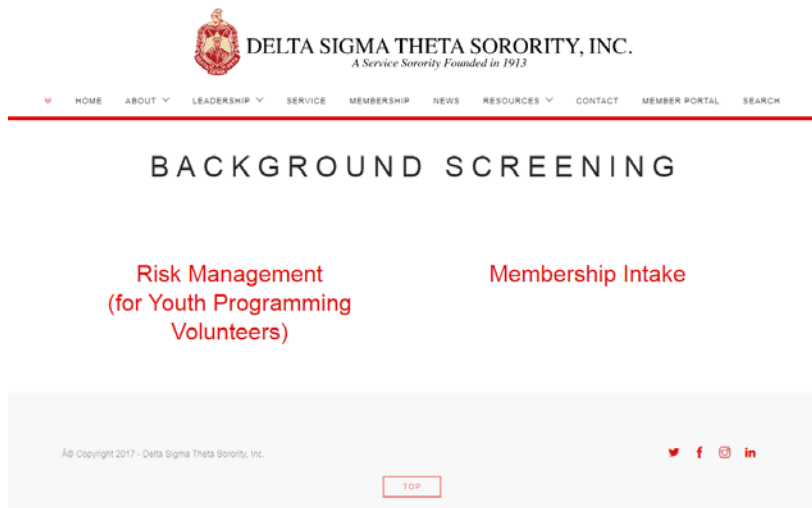 DELTA SIGMA THETA SORORITY, INC.
A Service Sorority Founded in 1913
HOME ABOUT LEADERSHIP SERVICE MEMBERSHIP NEWS RESOURCES CONTACT MEMBER PORTAL SEARCH
BACKGROUND SCREENING
Risk Management
(for Youth Programming
Volunteers)
Membership Intake
Â© Copyright 2017 - Delta Sigma Theta Sorority, Inc.
TOP